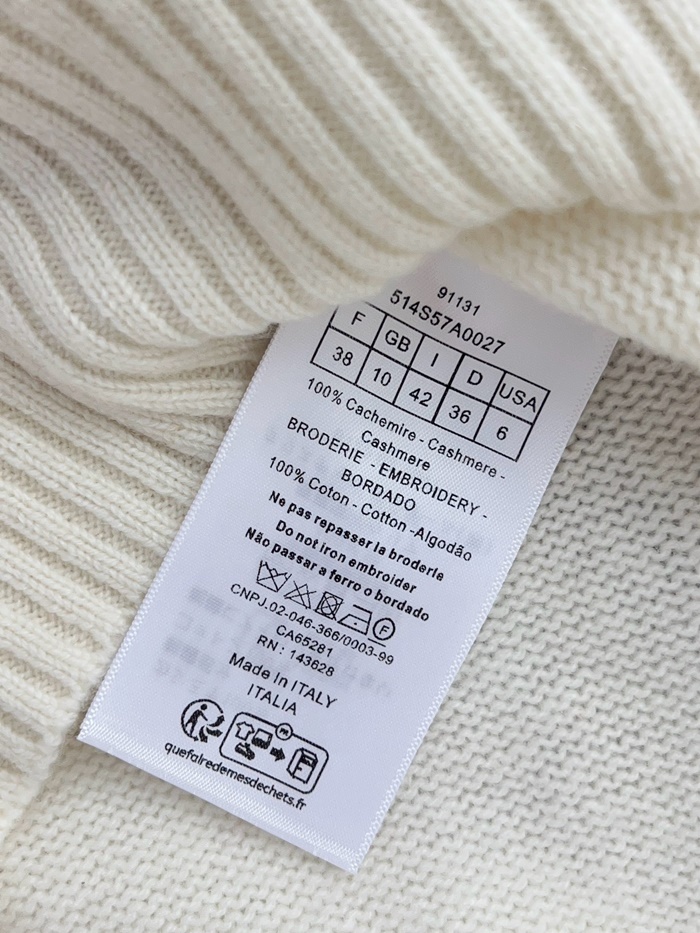 91131
514S57A0027
F GB I D USA
38 10 42 36 6
100% Cachemire - Cashmere -
Cashmere
BRODERIE - EMBROIDERY -
BORDADO
100% Coton - Cotton -Algodão
Ne pas repasser la broderie
Do not iron embroider
Não passar a ferro o bordado
F
CNPJ.02-046-366/0003-99
CA65281
RN : 143628
Made In ITALY
ITALIA
FR
quefairedemesdechets.fr